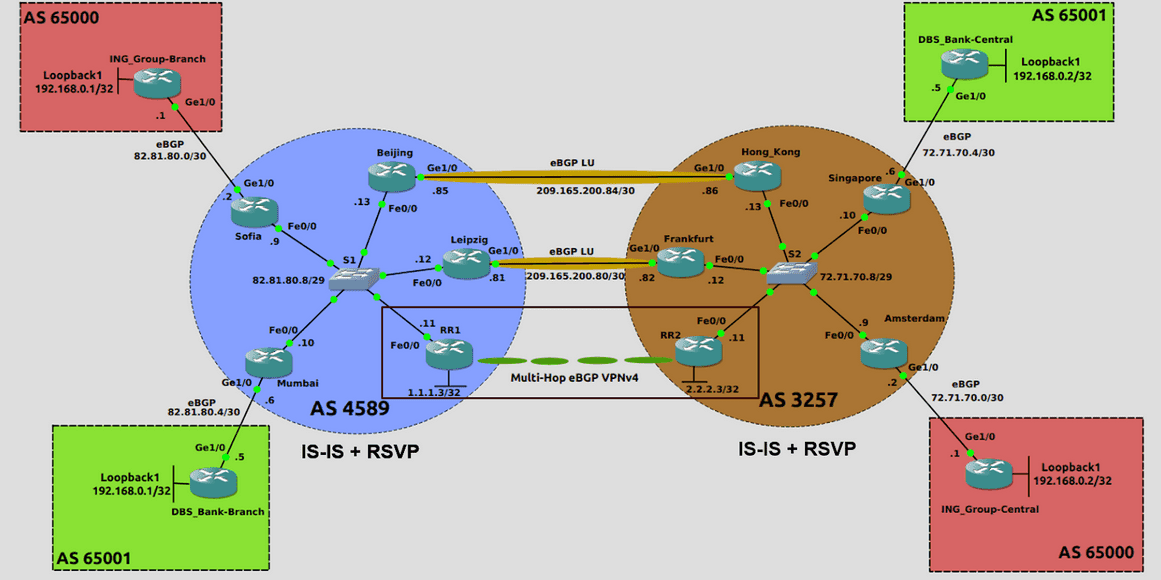 AS 65000
ING_Group-Branch
Loopback1
192.168.0.1/32
Ge1/0
.1
eBGP
82.81.80.0/30
Ge1/0
.2
Sofia
Fe0/0
.9
Beijing
Ge1/0
.85
.13
Fe0/0
S1
82.81.80.8/29
Leipzig
Ge1/0
.81
.12
Fe0/0
.11
Fe0/0
RR1
1.1.1.3/32
Fe0/0
.10
Mumbai
Ge1/0
.6
AS 4589
IS-IS + RSVP
eBGP
82.81.80.4/30
Ge1/0
.5
Loopback1
192.168.0.1/32
DBS_Bank-Branch
AS 65001
eBGP LU
209.165.200.84/30
eBGP LU
209.165.200.80/30
Multi-Hop eBGP VPNv4
AS 65001
DBS_Bank-Central
Loopback1
192.168.0.2/32
.5
Ge1/0
eBGP
72.71.70.4/30
.6
Ge1/0
Singapore
.10
Fe0/0
Hong_Kong
Ge1/0
.86
.13
Fe0/0
S2
72.71.70.8/29
Frankfurt
Ge1/0
.82
Fe0/0
.12
Fe0/0
.11
RR2
2.2.2.3/32
Amsterdam
.9
Fe0/0
.2
Ge1/0
AS 3257
IS-IS + RSVP
eBGP
72.71.70.0/30
Ge1/0
.1
Loopback1
192.168.0.2/32
ING_Group-Central
AS 65000